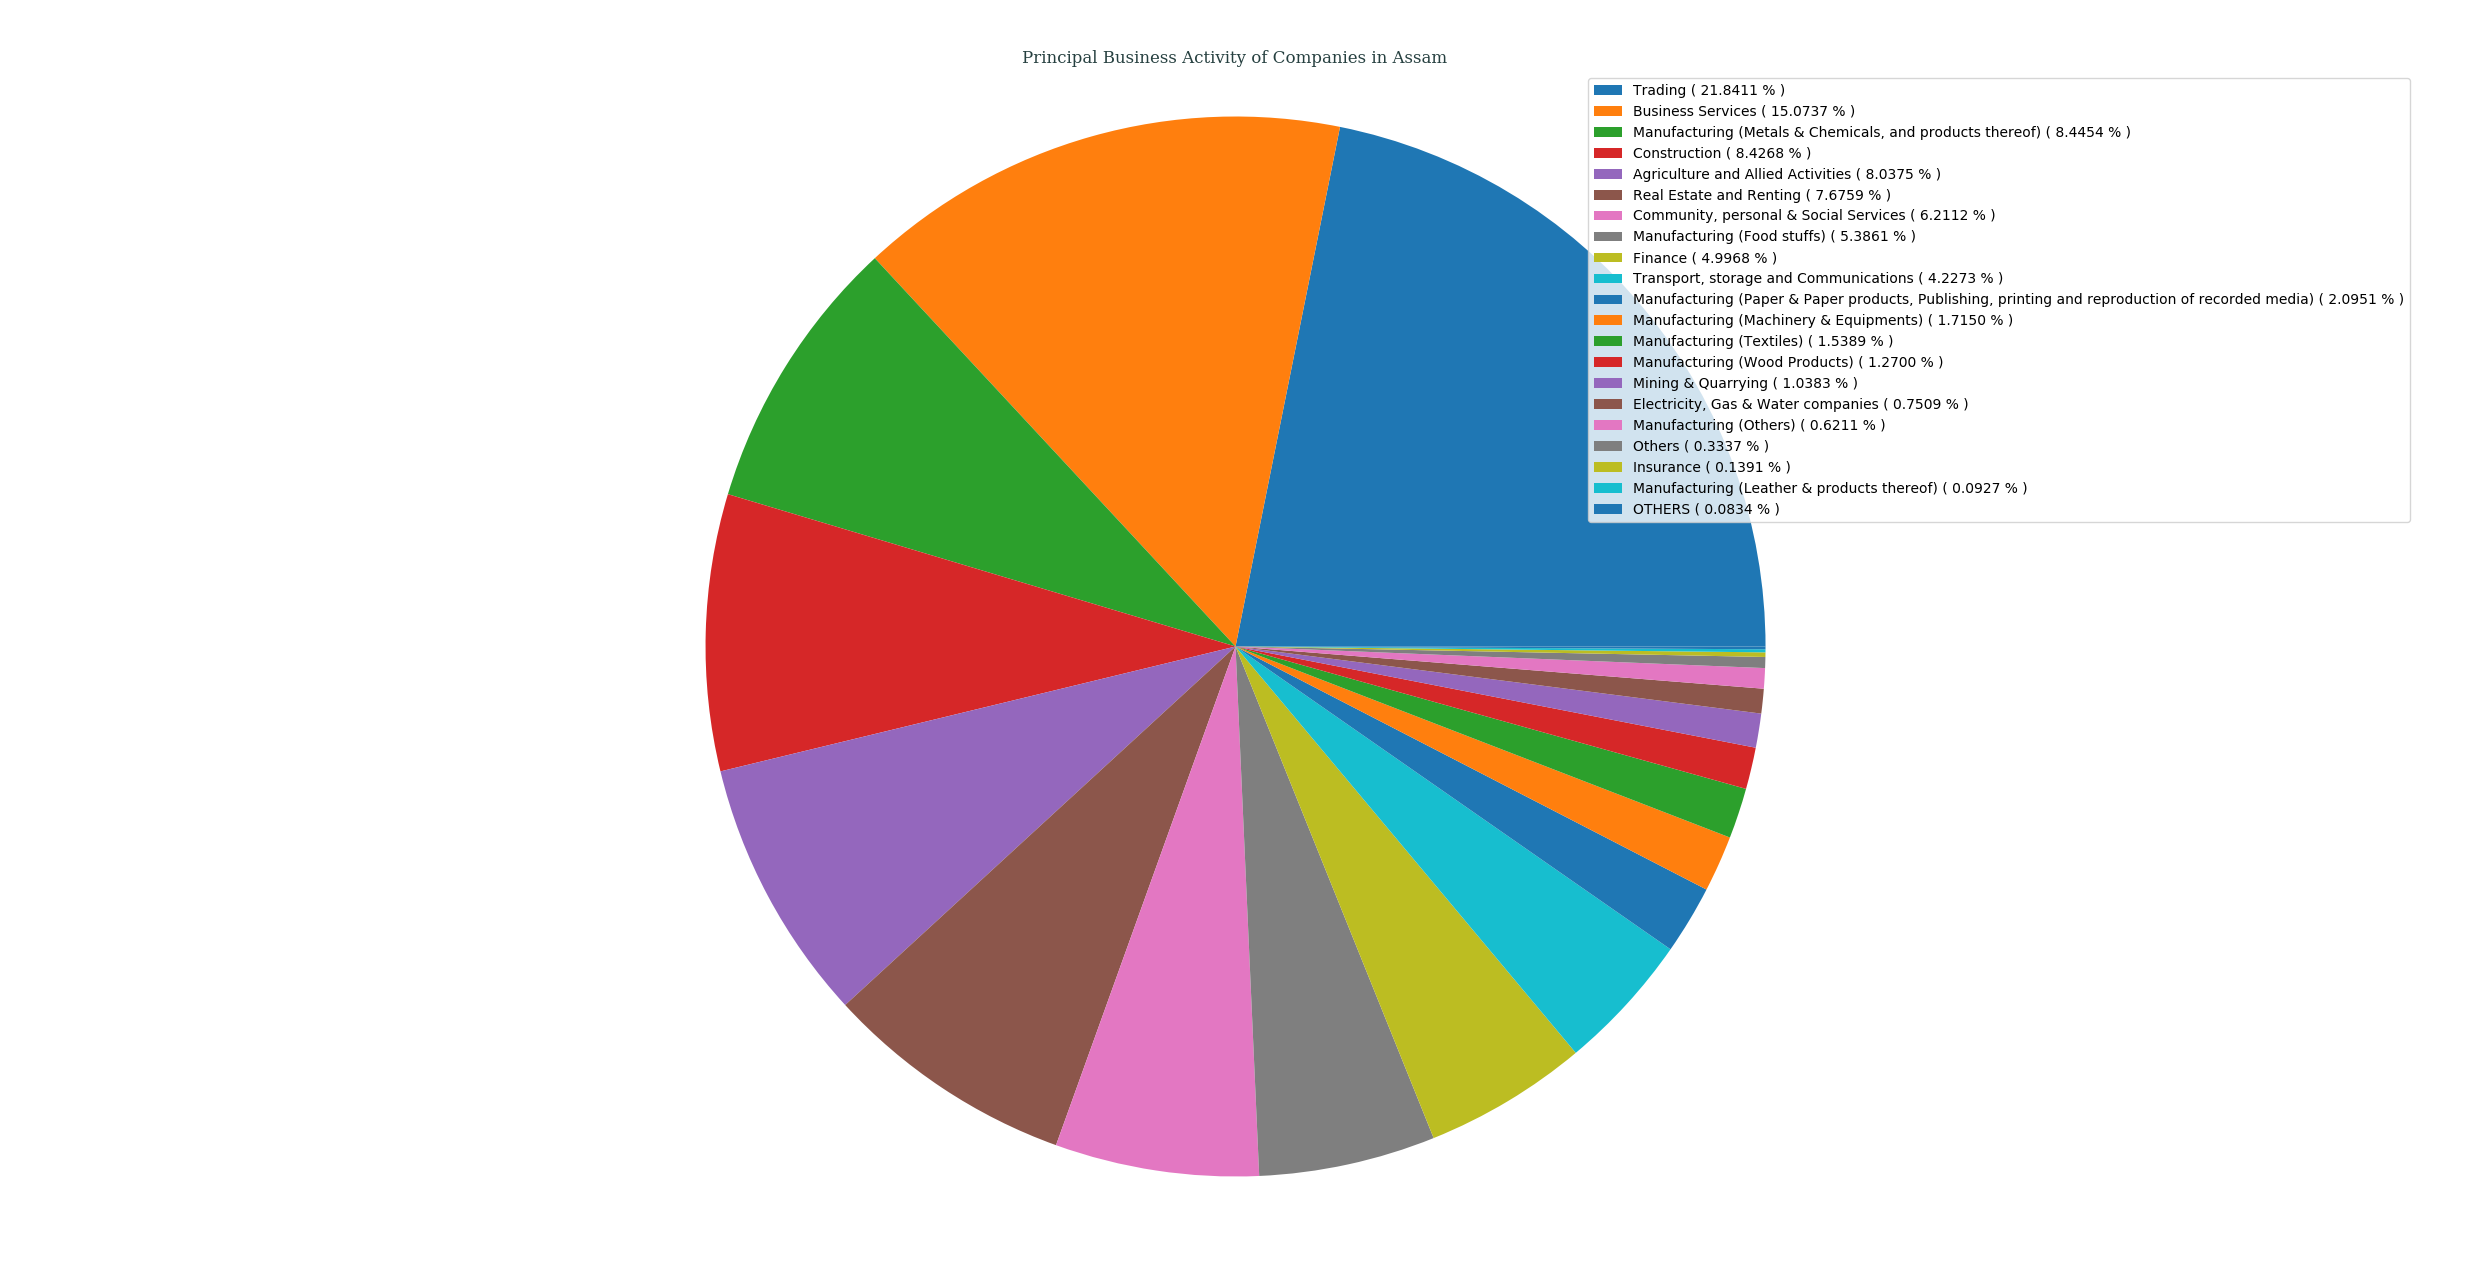 Principal Business Activity of Companies in Assam
Trading ( 21.8411 % )
Business Services ( 15.0737 % )
Manufacturing (Metals & Chemicals, and products thereof) ( 8.4454 % )
Construction ( 8.4268 % )
Agriculture and Allied Activities ( 8.0375 % )
Real Estate and Renting ( 7.6759 % )
Community, personal & Social Services ( 6.2112 % )
Manufacturing (Food stuffs) ( 5.3861 % )
Finance ( 4.9968 % )
Transport, storage and Communications ( 4.2273 % )
Manufacturing (Paper & Paper products, Publishing, printing and reproduction of recorded media) ( 2.0951 % )
Manufacturing (Machinery & Equipments) ( 1.7150 % )
Manufacturing (Textiles) ( 1.5389 % )
Manufacturing (Wood Products) ( 1.2700 % )
Mining & Quarrying ( 1.0383 % )
Electricity, Gas & Water companies ( 0.7509 % )
Manufacturing (Others) ( 0.6211 % )
Others ( 0.3337 % )
Insurance ( 0.1391 % )
Manufacturing (Leather & products thereof) ( 0.0927 % )
OTHERS ( 0.0834 % )